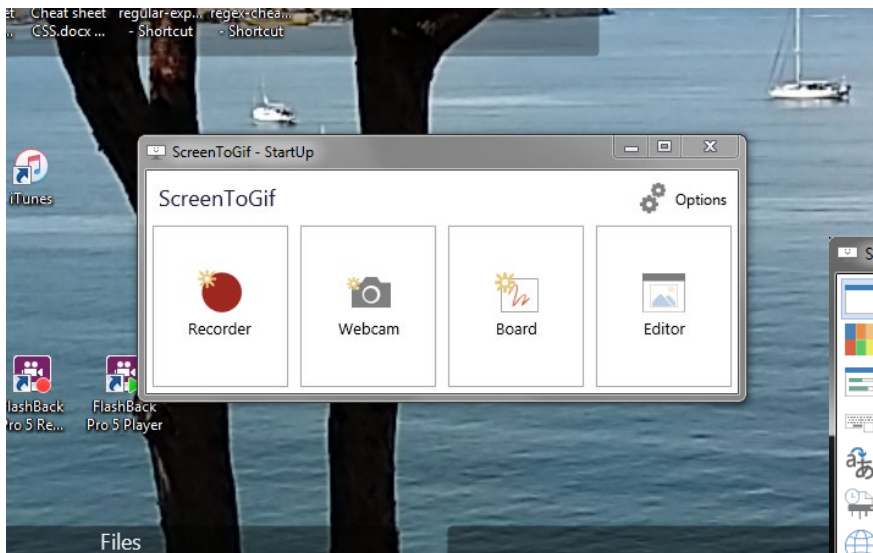 Cheat sheet
CSS.docx ...
regular-exp...
- Shortcut
regex-chea...
- Shortcut
ScreenToGif - StartUp
iTunes
ScreenToGif
Options
Recorder
Webcam
Board
Editor
FlashBack
Pro 5 Player
Files